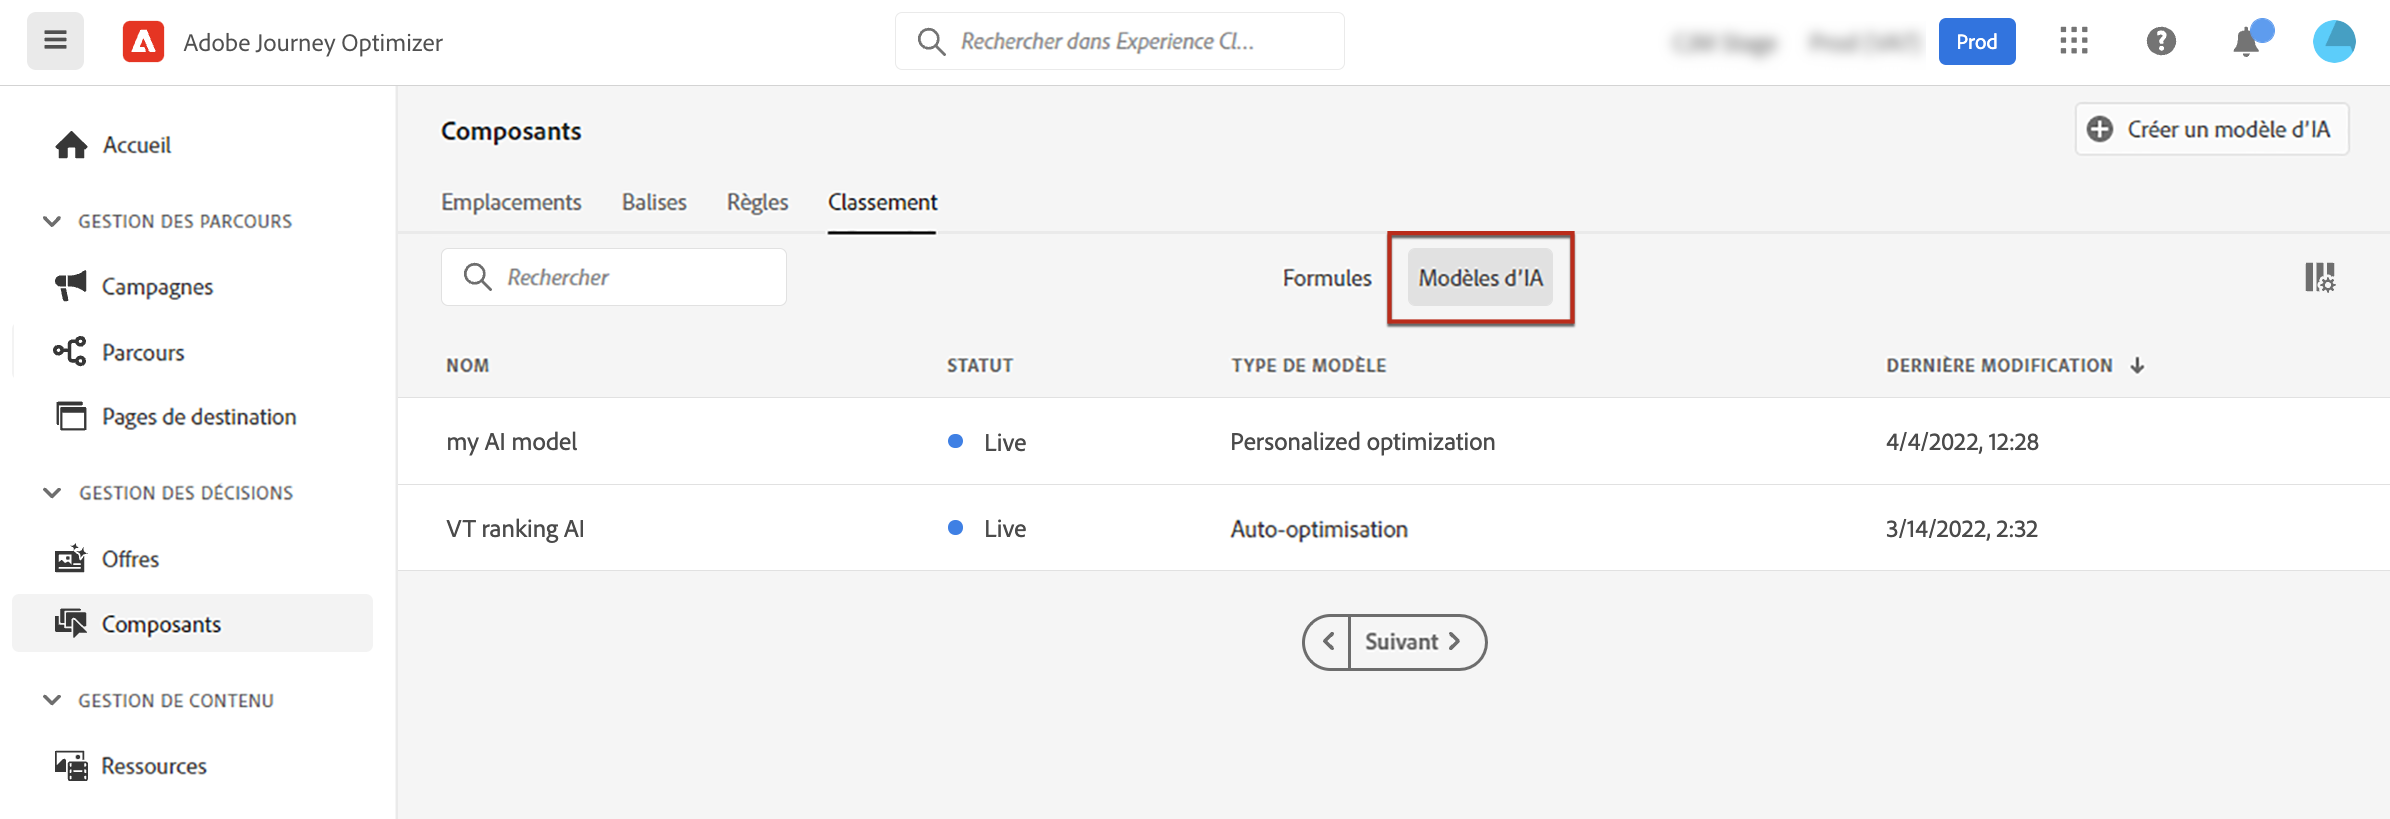 Adobe Journey Optimizer
Rechercher dans Experience Cl...
Prod
Accueil
GESTION DES PARCOURS
Campagnes
Parcours
Pages de destination
GESTION DES DÉCISIONS
Offres
Composants
GESTION DE CONTENU
Ressources
Composants
Créer un modèle d'IA
Emplacements Balises Règles Classement
Rechercher
Formules Modèles d'IA
NOM STATUT TYPE DE MODÈLE DERNIÈRE MODIFICATION
my AI model Live Personalized optimization 4/4/2022, 12:28
VT ranking AI Live Auto-optimisation 3/14/2022, 2:32
Suivant